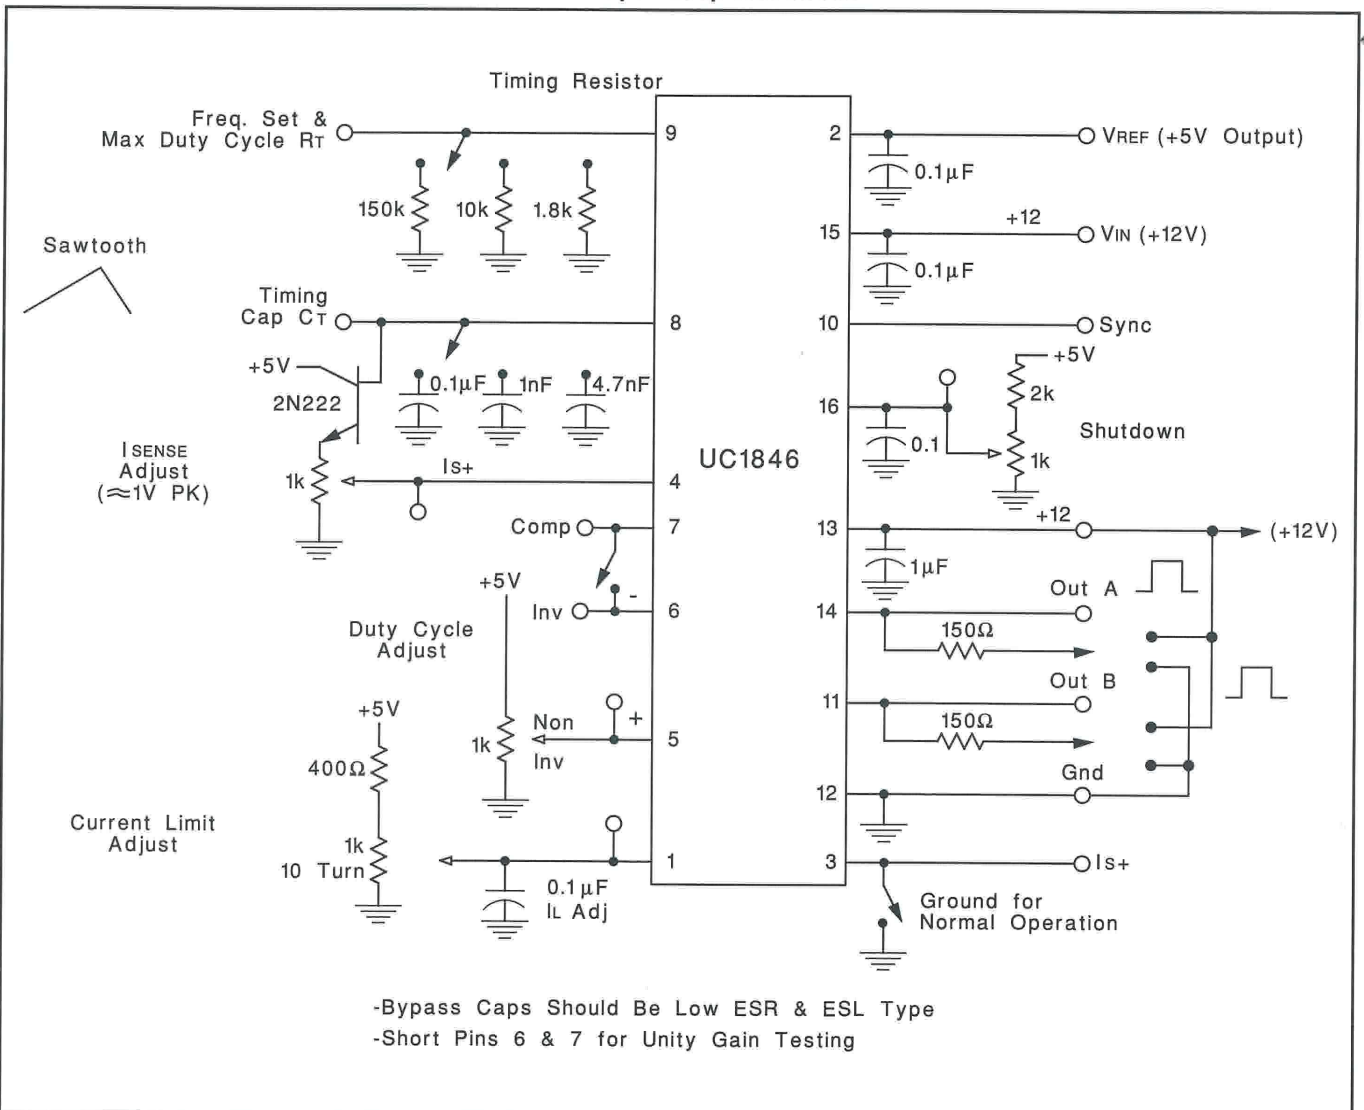 Timing Resistor
Freq. Set &
Max Duty Cycle RT
9
2
VREF (+5V Output)
0.1µF
150k
10k
1.8k
+12
15
VIN (+12V)
Sawtooth
0.1µF
Timing
Cap CT
8
10
Sync
+5V
+5V
0.1µF
1nF
4.7nF
2k
2N222
16
0.1
Shutdown
ISENSE
Adjust
(≈1V PK)
1k
IS+
4
UC1846
1k
Comp
7
13
+12
(+12V)
1µF
+5V
Out A
Inv
-
6
14
150Ω
Duty Cycle
Adjust
Out B
+5V
Non
+
11
150Ω
1k
Inv
5
400Ω
Gnd
12
Current Limit
Adjust
1k
10 Turn
1
3
IS+
0.1µF
IL Adj
Ground for
Normal Operation
-Bypass Caps Should Be Low ESR & ESL Type
-Short Pins 6 & 7 for Unity Gain Testing